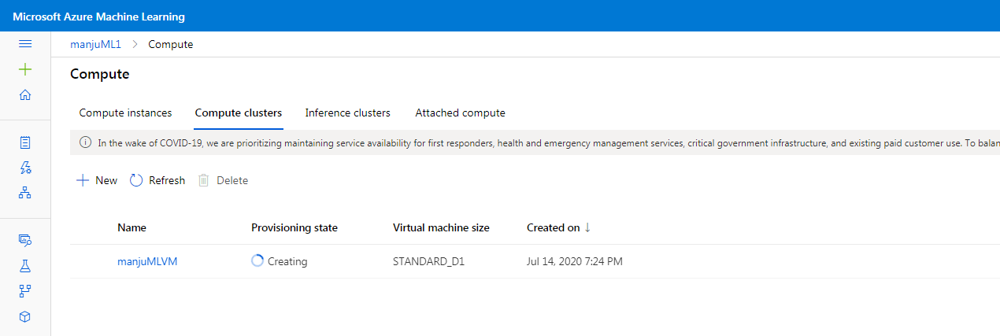 Microsoft Azure Machine Learning
manjuML1 > Compute
Compute
Compute instances Compute clusters Inference clusters Attached compute
In the wake of COVID-19, we are prioritizing maintaining service availability for first responders, health and emergency management services, critical government infrastructure, and existing paid customer use. To balan
New Refresh Delete
Name Provisioning state Virtual machine size Created on ↓
manjuMLVM Creating STANDARD_D1 Jul 14, 2020 7:24 PM